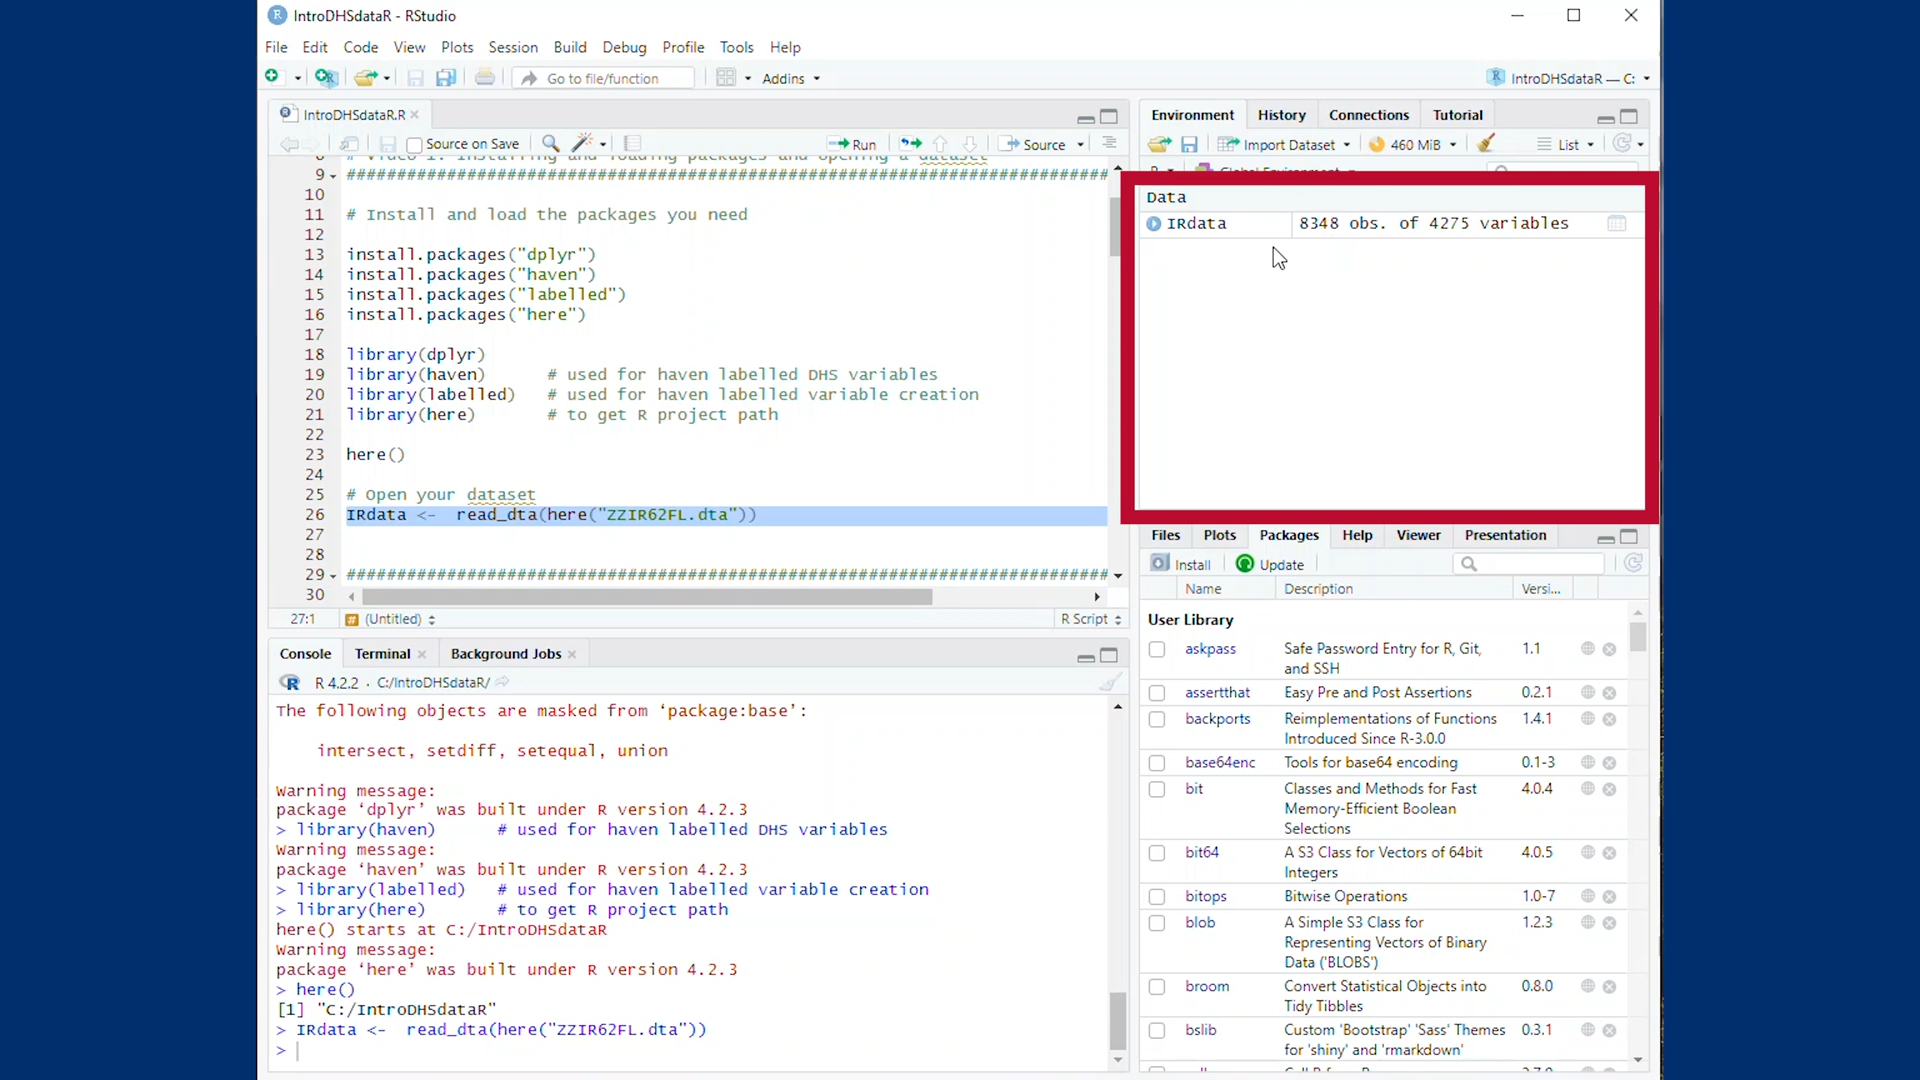 IntroDHSdataR - RStudio
File Edit Code View Plots Session Build Debug Profile Tools Help
Go to file/function Addins IntroDHSdataR — C:
IntroDHSdataR.R
Source on Save Run Source
# Video 1: Installing and loading packages and opening a dataset
9 ############################################################################
10
11 # Install and load the packages you need
12
13 install.packages("dplyr")
14 install.packages("haven")
15 install.packages("labelled")
16 install.packages("here")
17
18 library(dplyr)
19 library(haven) # used for haven labelled DHS variables
20 library(labelled) # used for haven labelled variable creation
21 library(here) # to get R project path
22
23 here()
24
25 # Open your dataset
26 IRdata <- read_dta(here("ZZIR62FL.dta"))
27
28
29 ############################################################################
30
27:1 (Untitled) R Script
Console Terminal Background Jobs
R 4.2.2 · C:/IntroDHSdataR/
The following objects are masked from ‘package:base’:
intersect, setdiff, setequal, union
Warning message:
package ‘dplyr’ was built under R version 4.2.3
> library(haven) # used for haven labelled DHS variables
Warning message:
package ‘haven’ was built under R version 4.2.3
> library(labelled) # used for haven labelled variable creation
> library(here) # to get R project path
here() starts at C:/IntroDHSdataR
Warning message:
package ‘here’ was built under R version 4.2.3
> here()
[1] "C:/IntroDHSdataR"
> IRdata <- read_dta(here("ZZIR62FL.dta"))
>
Environment History Connections Tutorial
Import Dataset 460 MiB List
Global Environment
Data
IRdata 8348 obs. of 4275 variables
Files Plots Packages Help Viewer Presentation
Install Update
Name Description Versi...
User Library
askpass Safe Password Entry for R, Git, 1.1
and SSH
assertthat Easy Pre and Post Assertions 0.2.1
backports Reimplementations of Functions 1.4.1
Introduced Since R-3.0.0
base64enc Tools for base64 encoding 0.1-3
bit Classes and Methods for Fast 4.0.4
Memory-Efficient Boolean
Selections
bit64 A S3 Class for Vectors of 64bit 4.0.5
Integers
bitops Bitwise Operations 1.0-7
blob A Simple S3 Class for 1.2.3
Representing Vectors of Binary
Data ('BLOBS')
broom Convert Statistical Objects into 0.8.0
Tidy Tibbles
bslib Custom 'Bootstrap' 'Sass' Themes 0.3.1
for 'shiny' and 'rmarkdown'